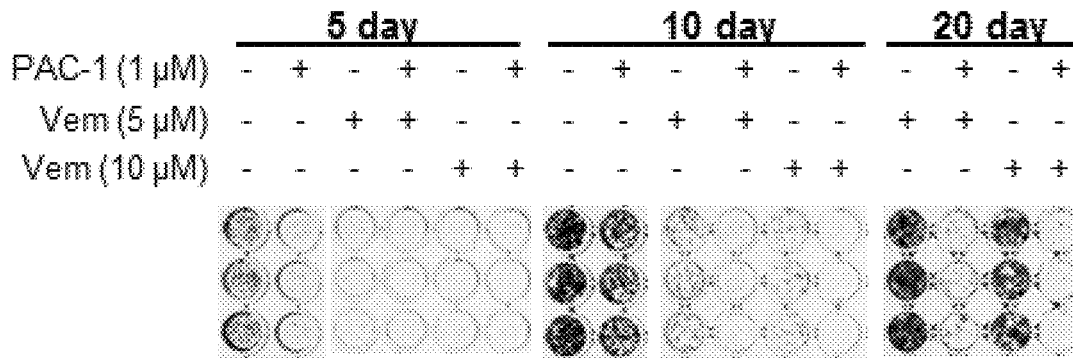 5 day 10 day 20 day
PAC-1 (1 µM) - + - + - + - + - + - + - + - +
Vem (5 µM) - - + + - - - - + + - - + + - -
Vem (10 µM) - - - - + + - - - - + + - - + +